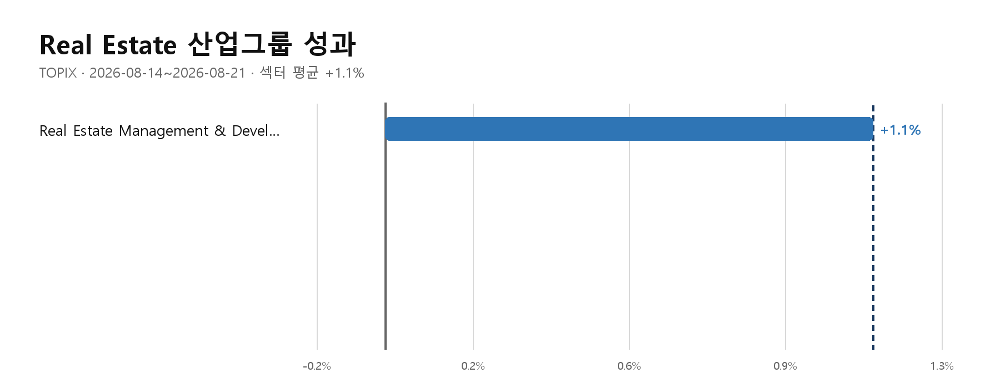 Real Estate 산업그룹 성과
TOPIX · 2026-08-14~2026-08-21 · 섹터 평균 +1.1%
Real Estate Management & Devel...
+1.1%
-0.2%
0.2%
0.6%
0.9%
1.3%